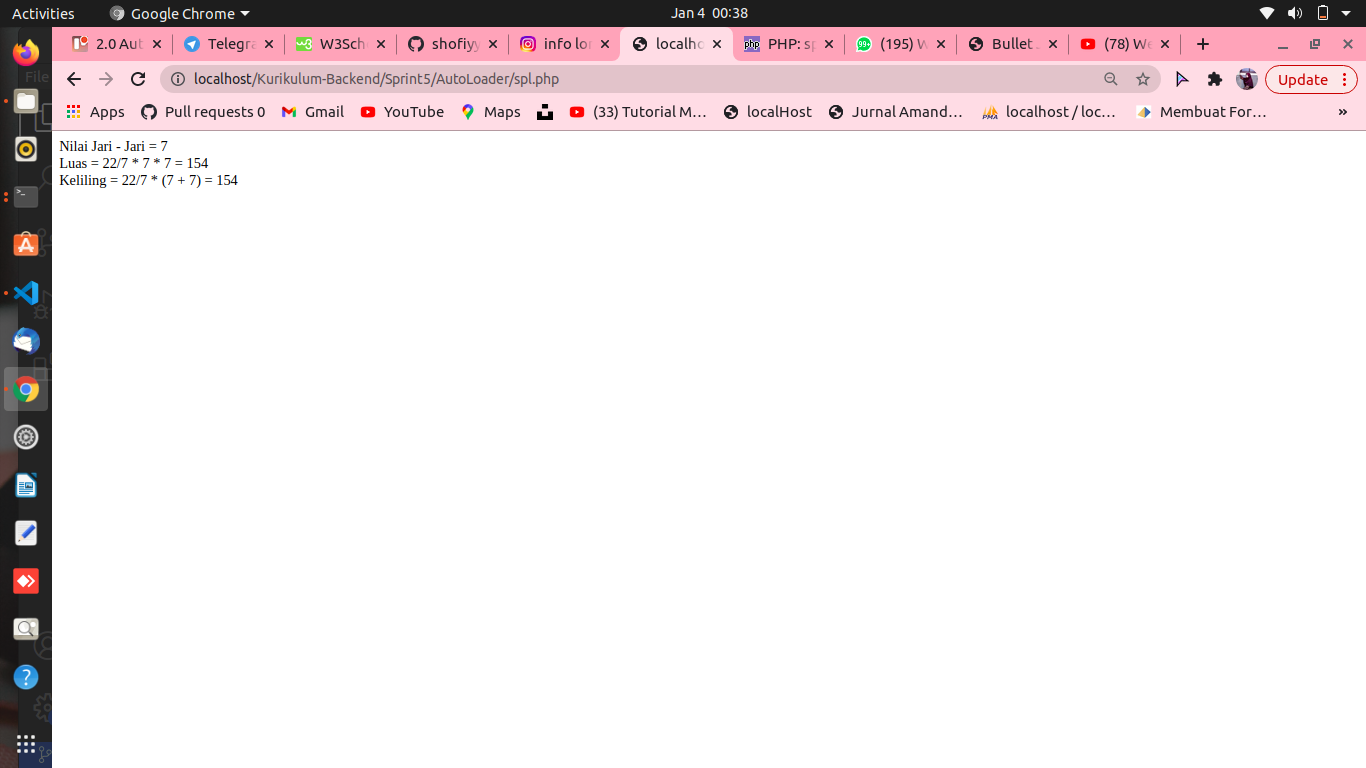 Activities Google Chrome Jan 4 00:38
2.0 Aut Telegra W3Sch shofiyy info lo localho PHP: sp (195) W Bullet (78) We
File
localhost/Kurikulum-Backend/Sprint5/AutoLoader/spl.php Update
Apps Pull requests 0 Gmail YouTube Maps (33) Tutorial M... localHost Jurnal Amand... localhost / loc... Membuat For... »
Nilai Jari - Jari = 7
Luas = 22/7 * 7 * 7 = 154
Keliling = 22/7 * (7 + 7) = 154